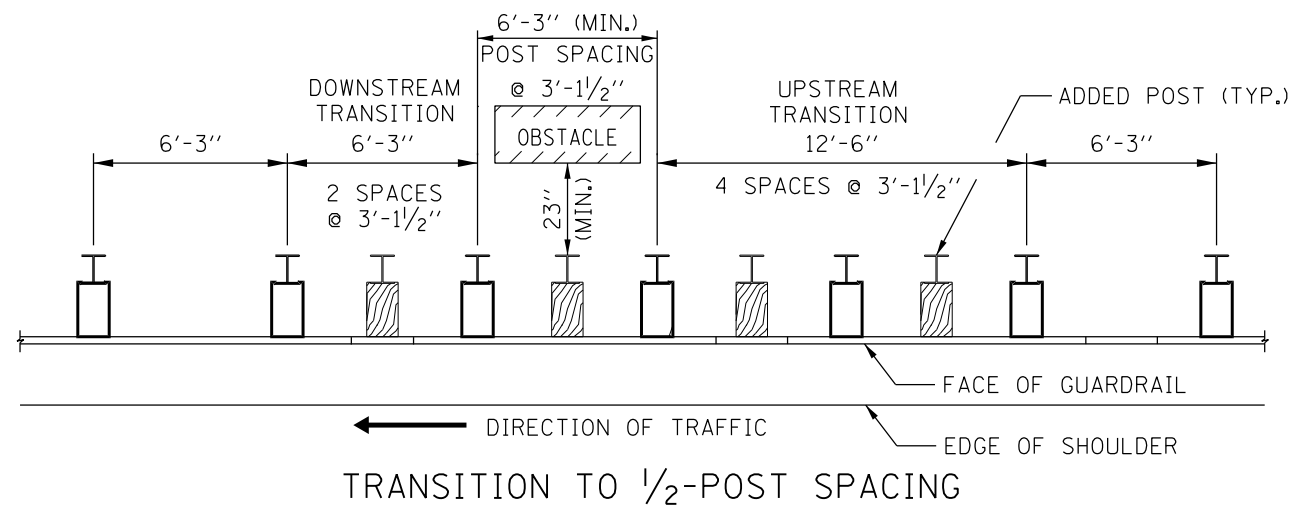 6′-3″ (MIN.)
POST SPACING
@ 3′-1½″
DOWNSTREAM
TRANSITION
6′-3″
2 SPACES
@ 3′-1½″
6′-3″
OBSTACLE
23″
(MIN.)
UPSTREAM
TRANSITION
12′-6″
4 SPACES @ 3′-1½″
ADDED POST (TYP.)
6′-3″
FACE OF GUARDRAIL
DIRECTION OF TRAFFIC
EDGE OF SHOULDER
TRANSITION TO ½-POST SPACING